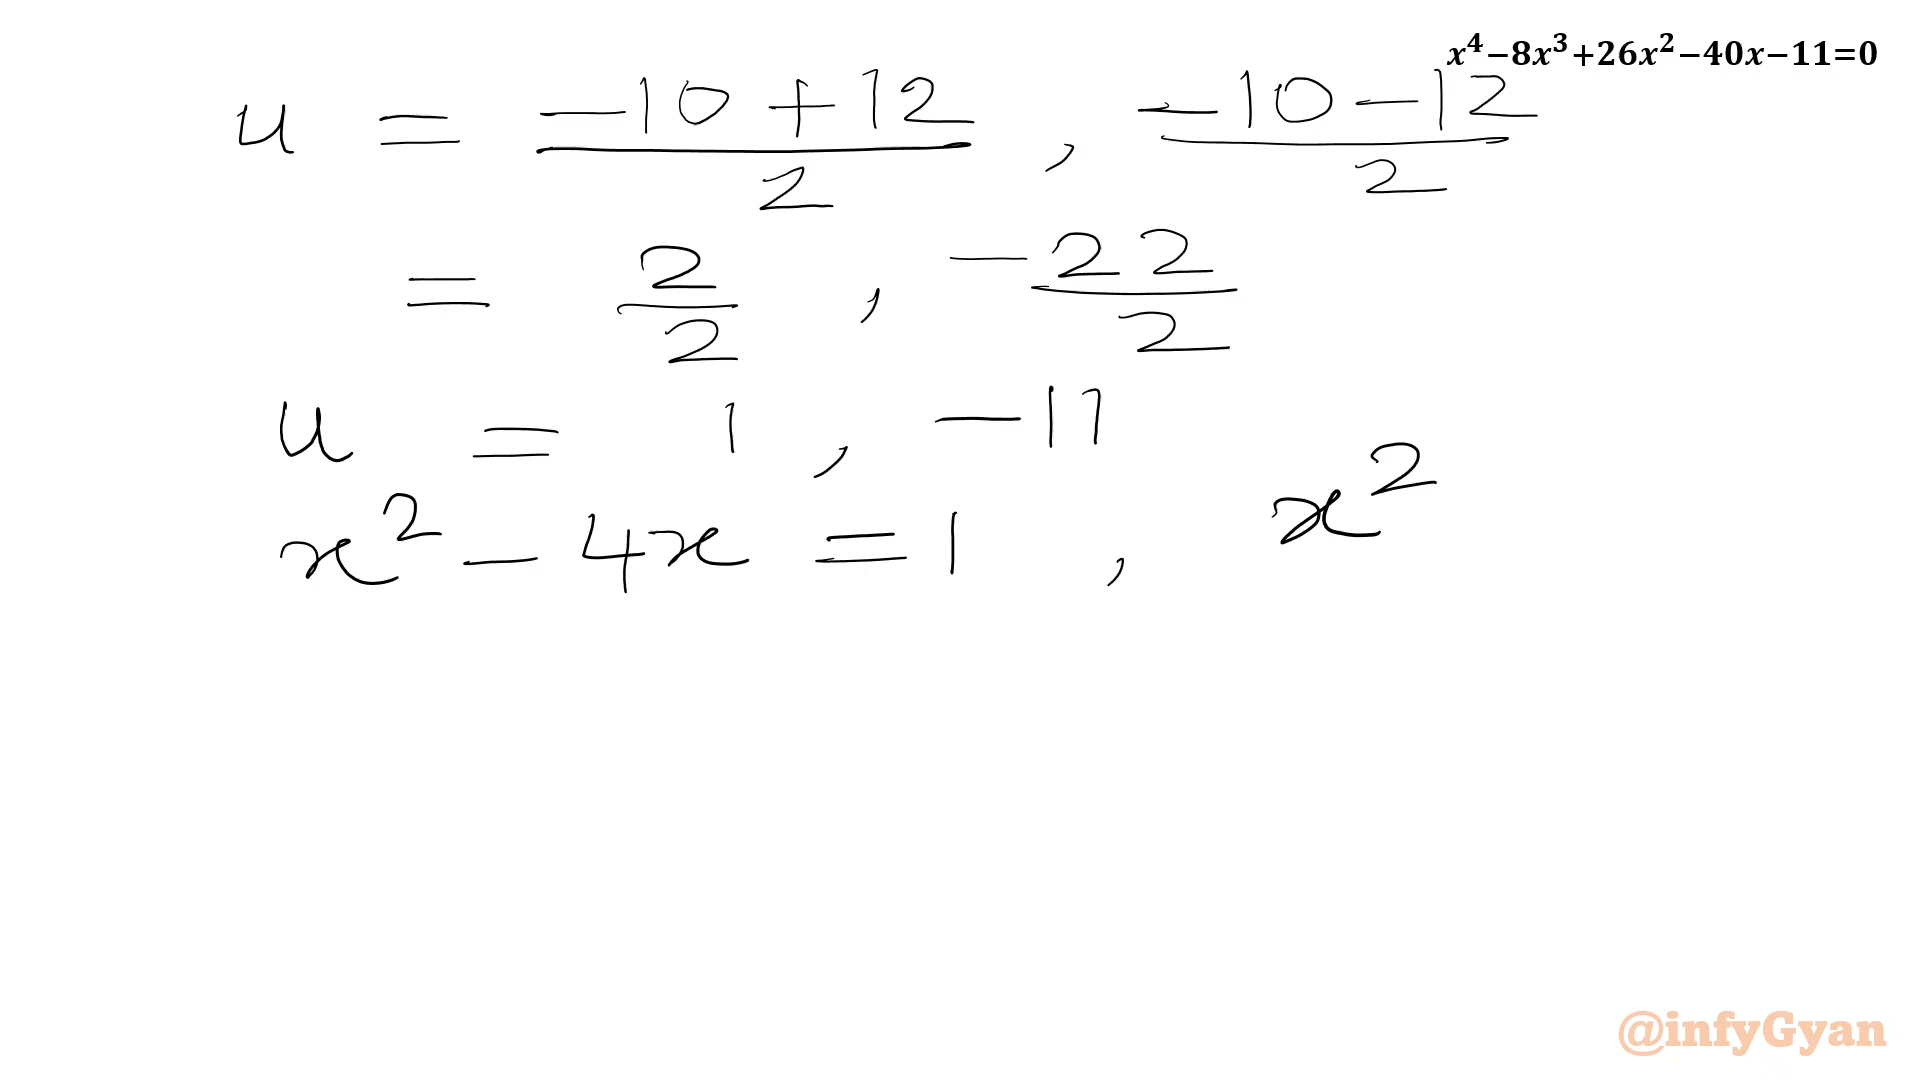 x⁴−8x³+26x²−40x−11=0
u = (−10+12)/2 , (−10−12)/2
= 2/2 , −22/2
u = 1 , −11
x² − 4x = 1 , x²
@infyGyan